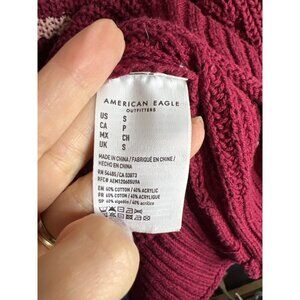 AMERICAN EAGLE
OUTFITTERS
US S
CA P
MX CH
UK S
MADE IN CHINA / FABRIQUÉ EN CHINE /
HECHO EN CHINA
RN 54485/CA 03873
EN 60% COTTON / 40% ACRYLIC
FR 60% COTON / 40% ACRYLIQUE
SP 60% algodón / 40% acrílico